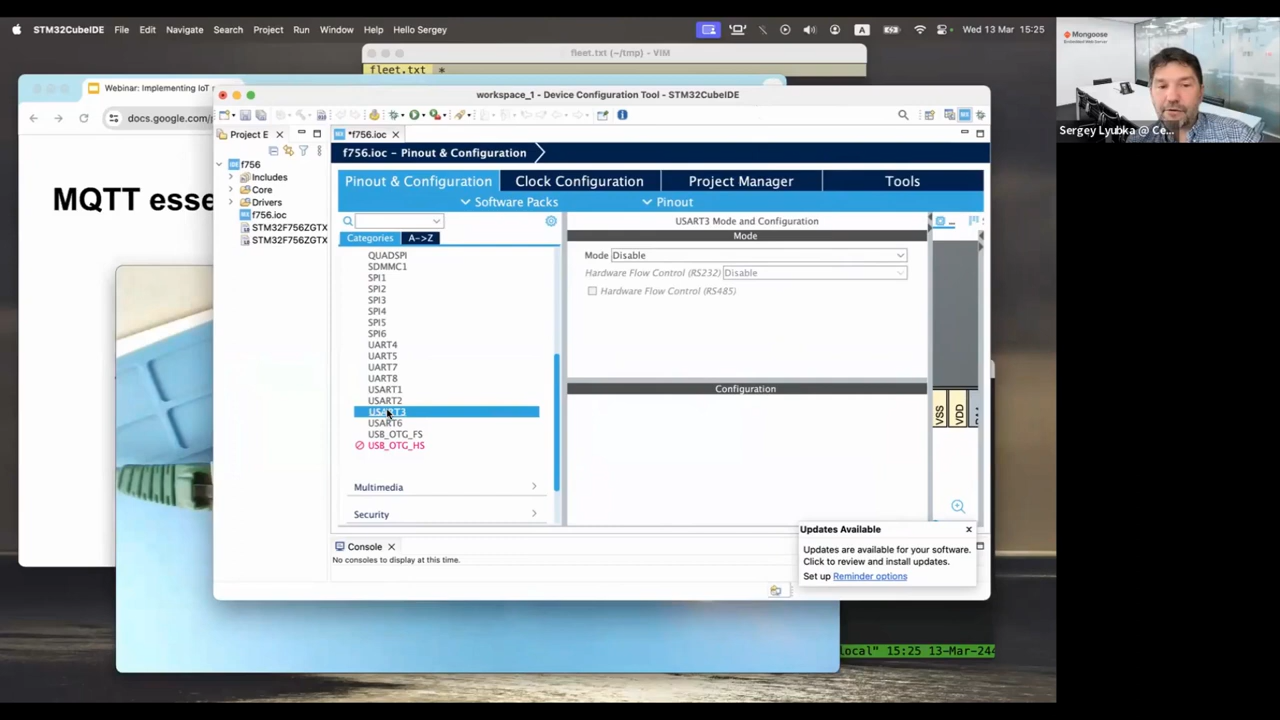 STM32CubeIDE File Edit Navigate Search Project Run Window Help Hello Sergey A Wed 13 Mar 15:25
fleet.txt (~/tmp) - VIM
fleet.txt *
Webinar: Implementing IoT
docs.google.com/
MQTT esse
workspace_1 - Device Configuration Tool - STM32CubeIDE
Project E
*f756.ioc
f756
Includes
Core
Drivers
f756.ioc
STM32F756ZGTX
STM32F756ZGTX
f756.ioc - Pinout & Configuration
Pinout & Configuration Clock Configuration Project Manager Tools
Software Packs Pinout
Categories A->Z
QUADSPI
SDMMC1
SPI1
SPI2
SPI3
SPI4
SPI5
SPI6
UART4
UART5
UART7
UART8
USART1
USART2
USART3
USART6
USB_OTG_FS
USB_OTG_HS
Multimedia
Security
USART3 Mode and Configuration
Mode
Mode Disable
Hardware Flow Control (RS232) Disable
Hardware Flow Control (RS485)
Configuration
VSS
VDD
Console
No consoles to display at this time.
Updates Available
Updates are available for your software.
Click to review and install updates.
Set up Reminder options
local" 15:25 13-Mar-24
Mongoose
Embedded Web Server
Sergey Lyubka @ Ce...